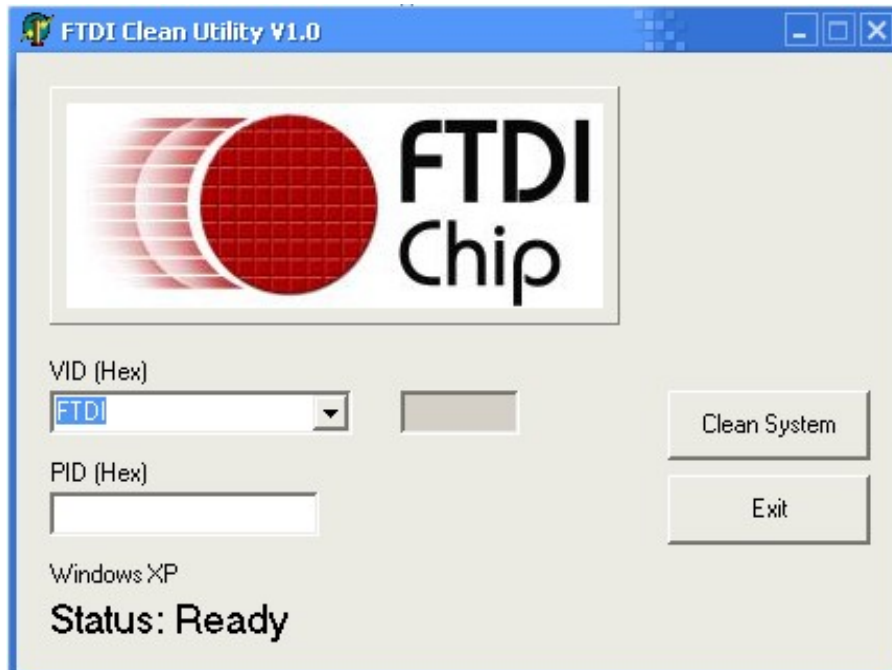 FTDI Clean Utility V1.0
FTDI
Chip
VID (Hex)
FTDI
Clean System
PID (Hex)
Exit
Windows XP
Status: Ready